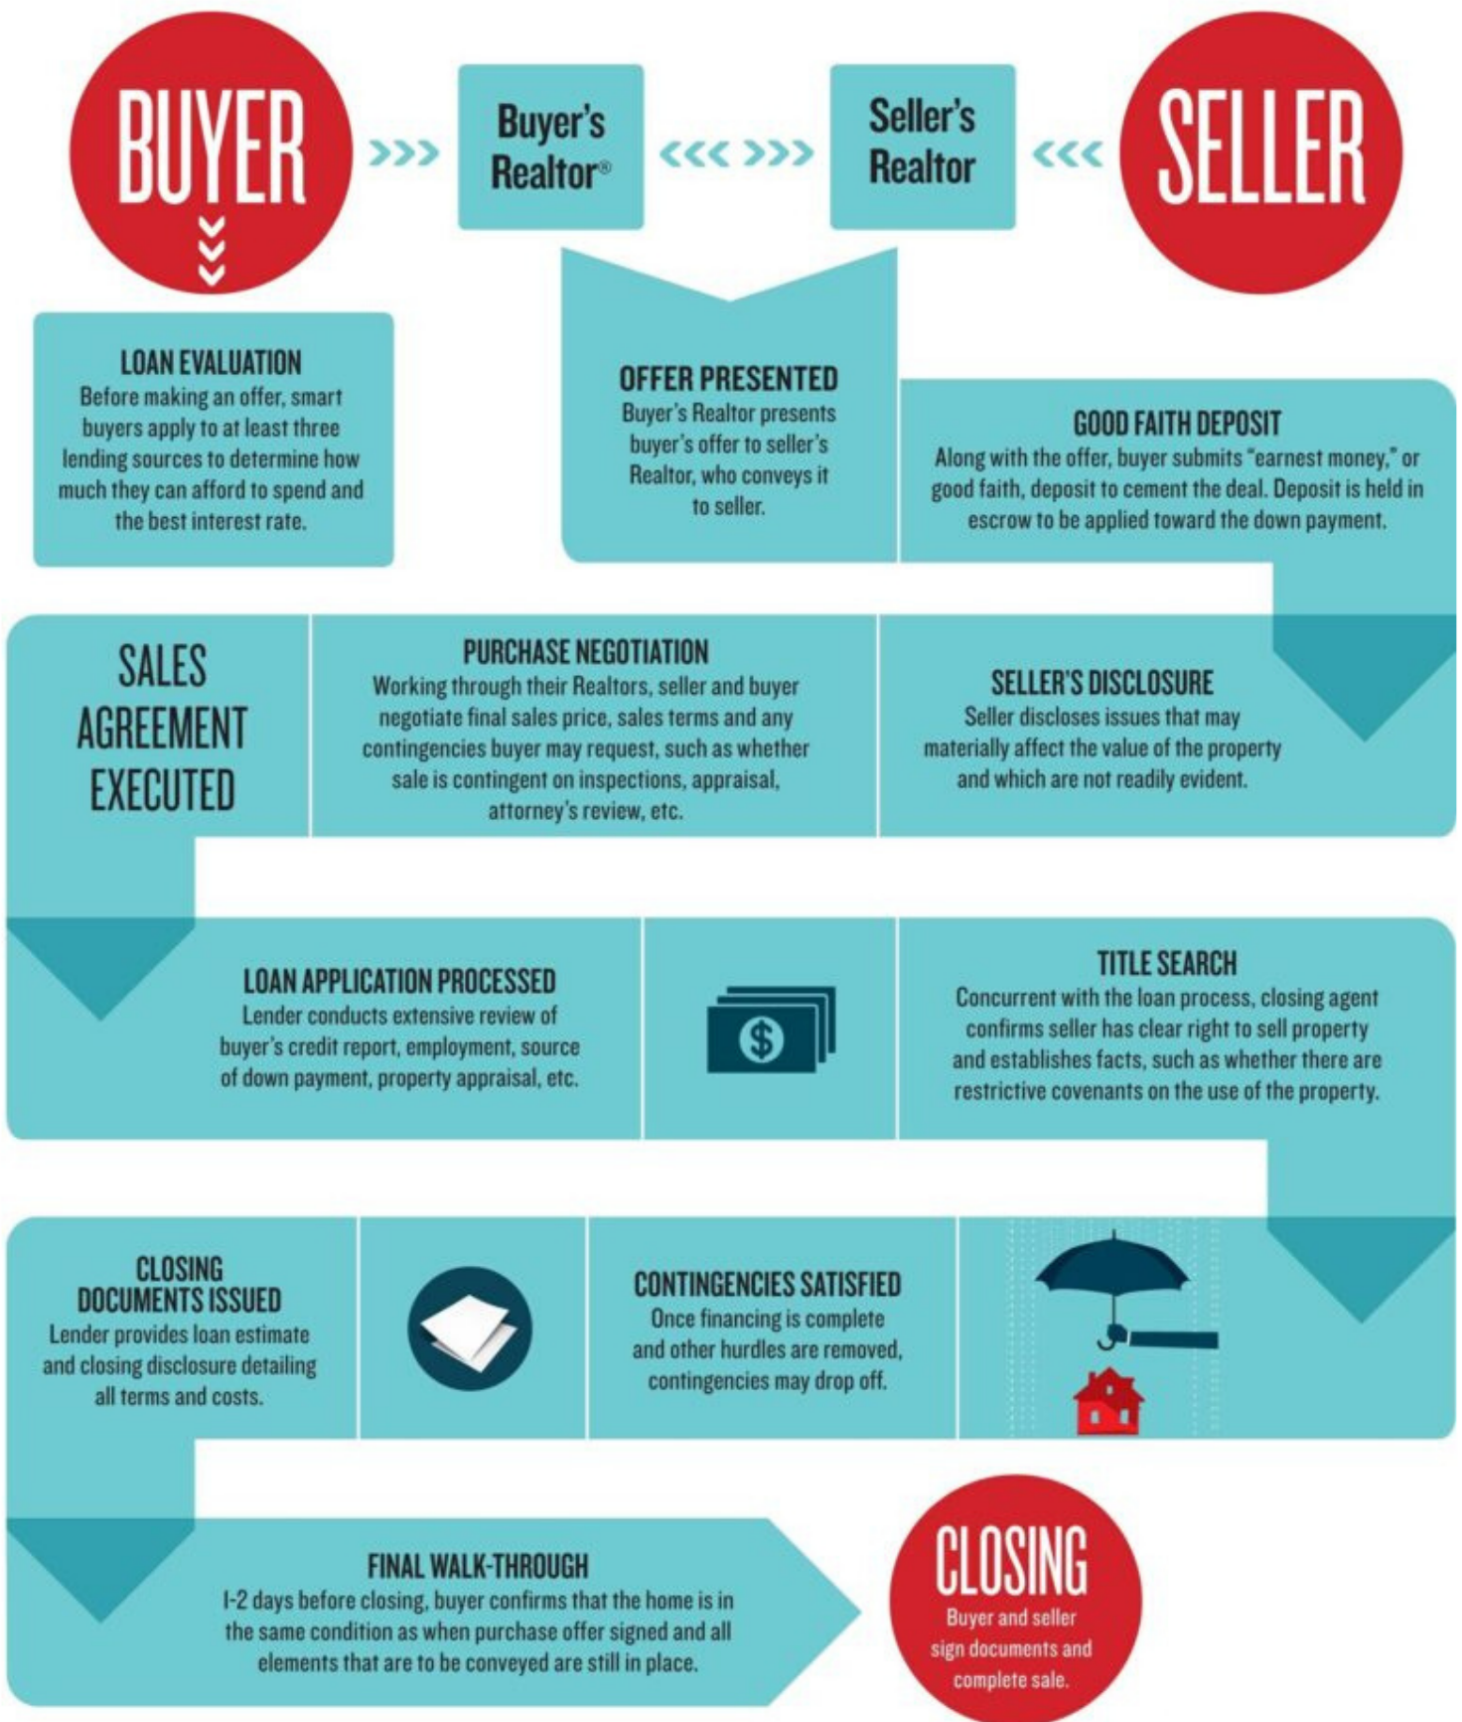 BUYER
Buyer's
Realtor®
Seller's
Realtor
SELLER
LOAN EVALUATION
Before making an offer, smart
buyers apply to at least three
lending sources to determine how
much they can afford to spend and
the best interest rate.
OFFER PRESENTED
Buyer's Realtor presents
buyer's offer to seller's
Realtor, who conveys it
to seller.
GOOD FAITH DEPOSIT
Along with the offer, buyer submits "earnest money," or
good faith, deposit to cement the deal. Deposit is held in
escrow to be applied toward the down payment.
SELLER'S DISCLOSURE
Seller discloses issues that may
materially affect the value of the property
and which are not readily evident.
PURCHASE NEGOTIATION
Working through their Realtors, seller and buyer
negotiate final sales price, sales terms and any
contingencies buyer may request, such as whether
sale is contingent on inspections, appraisal,
attorney's review, etc.
SALES
AGREEMENT
EXECUTED
LOAN APPLICATION PROCESSED
Lender conducts extensive review of
buyer's credit report, employment, source
of down payment, property appraisal, etc.
$
TITLE SEARCH
Concurrent with the loan process, closing agent
confirms seller has clear right to sell property
and establishes facts, such as whether there are
restrictive covenants on the use of the property.
CONTINGENCIES SATISFIED
Once financing is complete
and other hurdles are removed,
contingencies may drop off.
CLOSING
DOCUMENTS ISSUED
Lender provides loan estimate
and closing disclosure detailing
all terms and costs.
FINAL WALK-THROUGH
1-2 days before closing, buyer confirms that the home is in
the same condition as when purchase offer signed and all
elements that are to be conveyed are still in place.
CLOSING
Buyer and seller
sign documents and
complete sale.